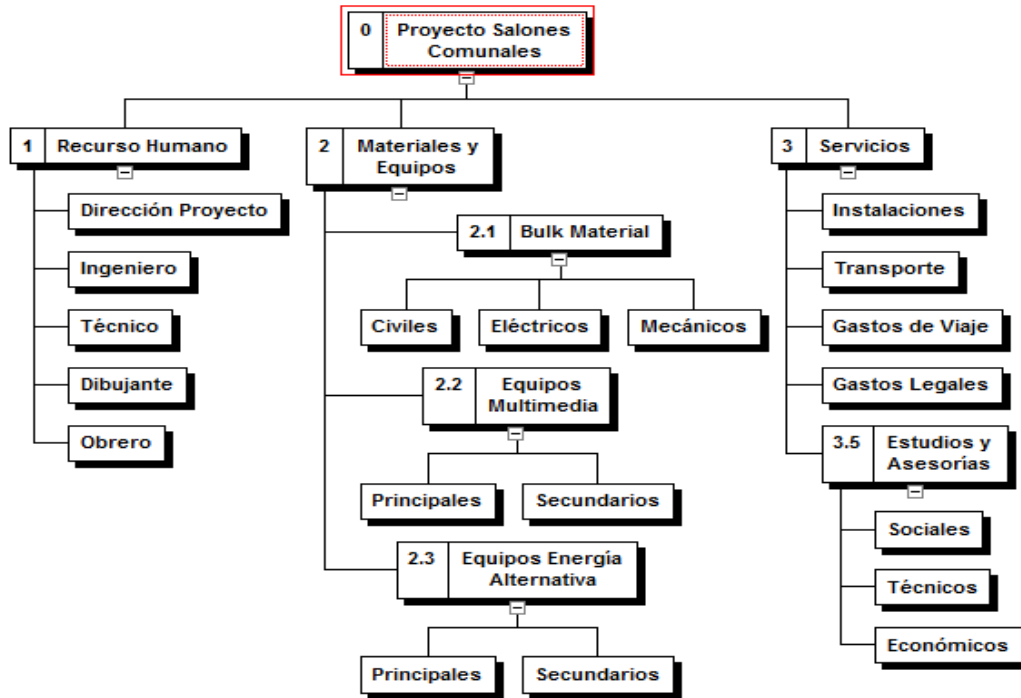 0 Proyecto Salones
Comunales
1 Recurso Humano
Dirección Proyecto
Ingeniero
Técnico
Dibujante
Obrero
2 Materiales y
Equipos
2.1 Bulk Material
Civiles Eléctricos Mecánicos
2.2 Equipos
Multimedia
Principales Secundarios
2.3 Equipos Energía
Alternativa
Principales Secundarios
3 Servicios
Instalaciones
Transporte
Gastos de Viaje
Gastos Legales
3.5 Estudios y
Asesorías
Sociales
Técnicos
Económicos